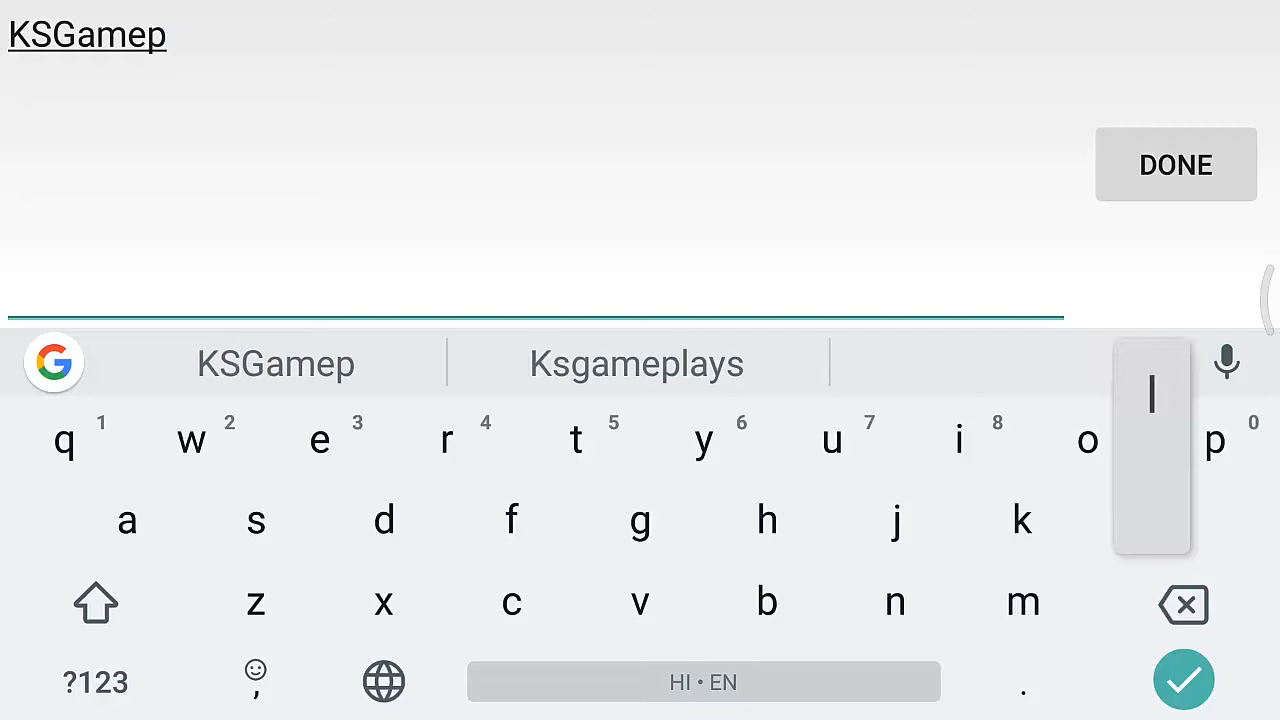 KSGamep
DONE
KSGamep Ksgameplays
q 1 w 2 e 3 r 4 t 5 y 6 u 7 i 8 o p 0
a s d f g h j k l
z x c v b n m
?123 , HI • EN .